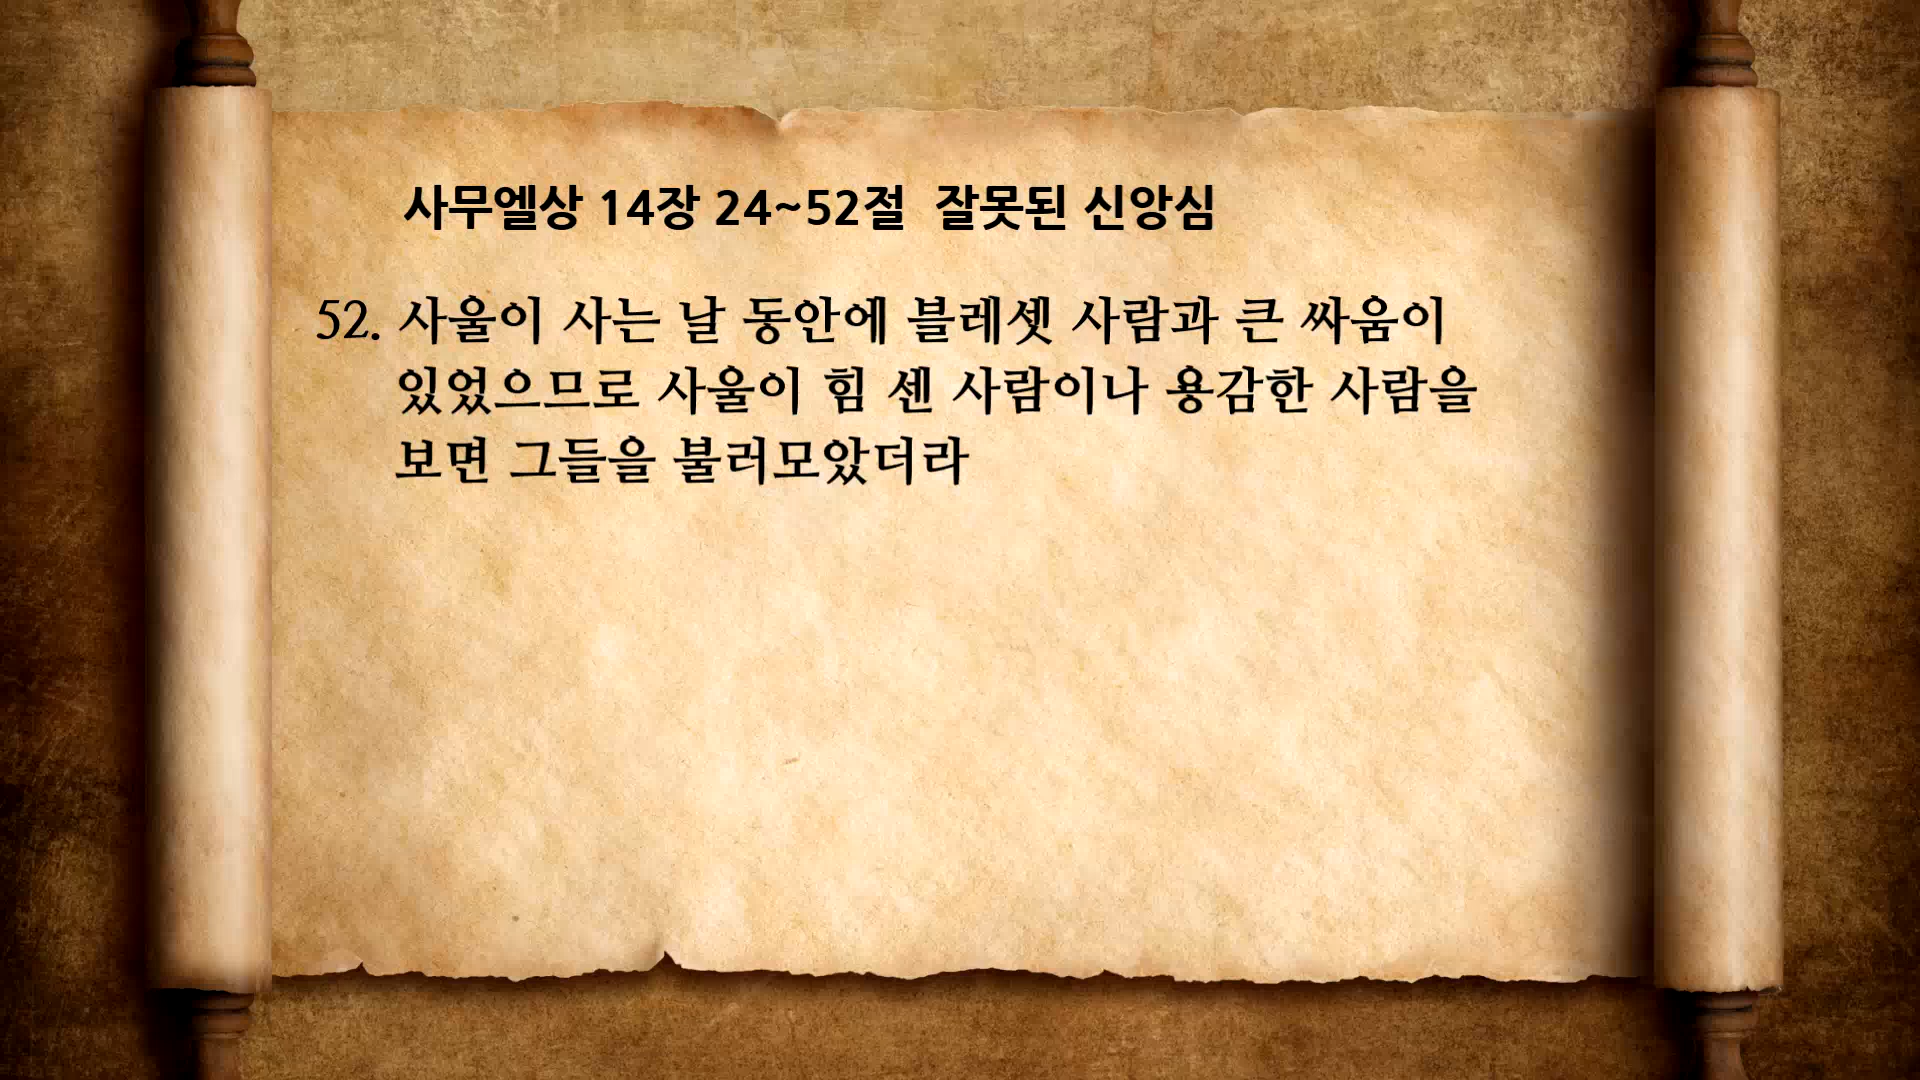 사무엘상 14장 24~52절 잘못된 신앙심
52. 사울이 사는 날 동안에 블레셋 사람과 큰 싸움이
있었으므로 사울이 힘 센 사람이나 용감한 사람을
보면 그들을 불러모았더라